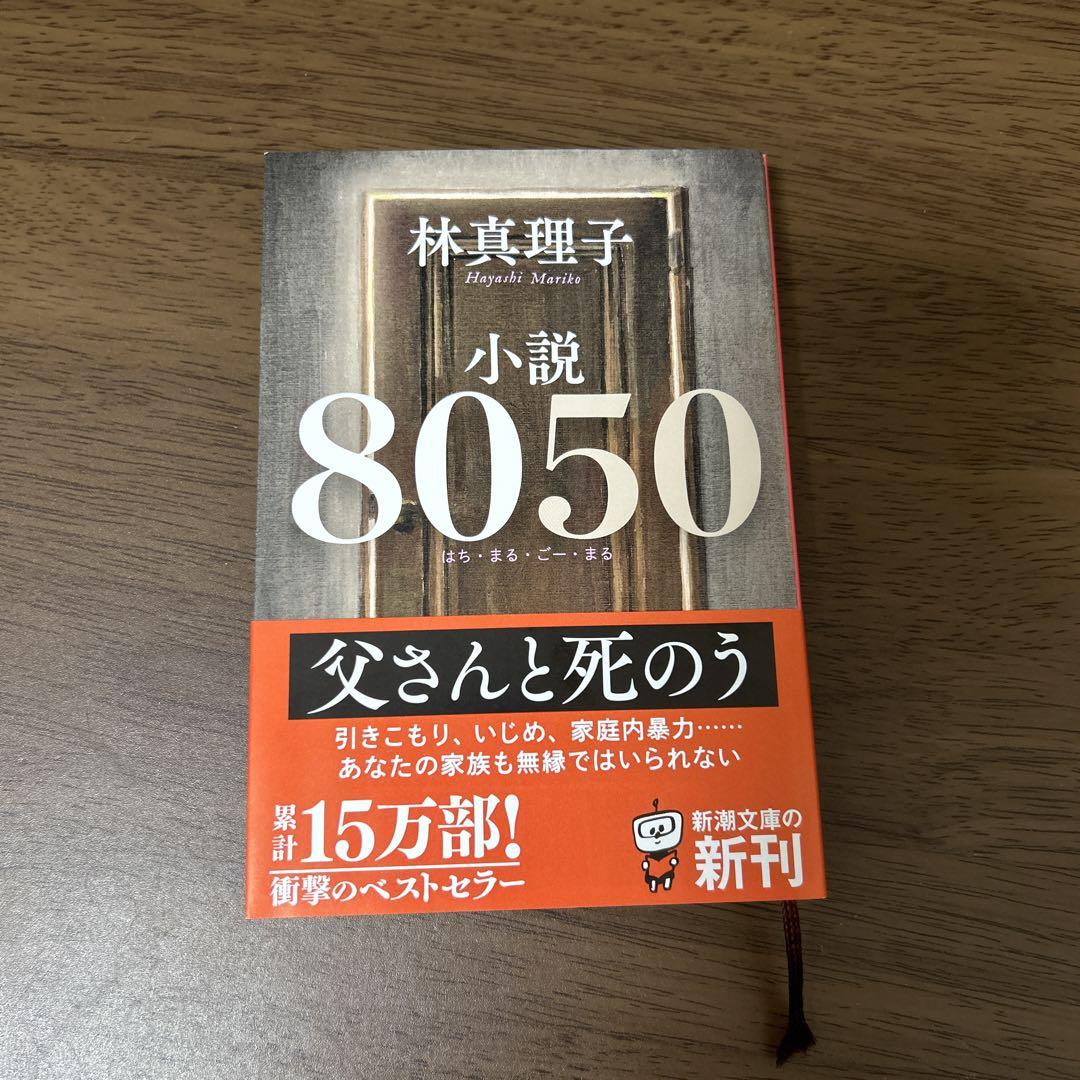 林真理子
Hayashi Mariko
小説
8050
はち・まる・ごー・まる
父さんと死のう
引きこもり、いじめ、家庭内暴力……
あなたの家族も無縁ではいられない
累計
15万部!
衝撃のベストセラー
新潮文庫の
新刊